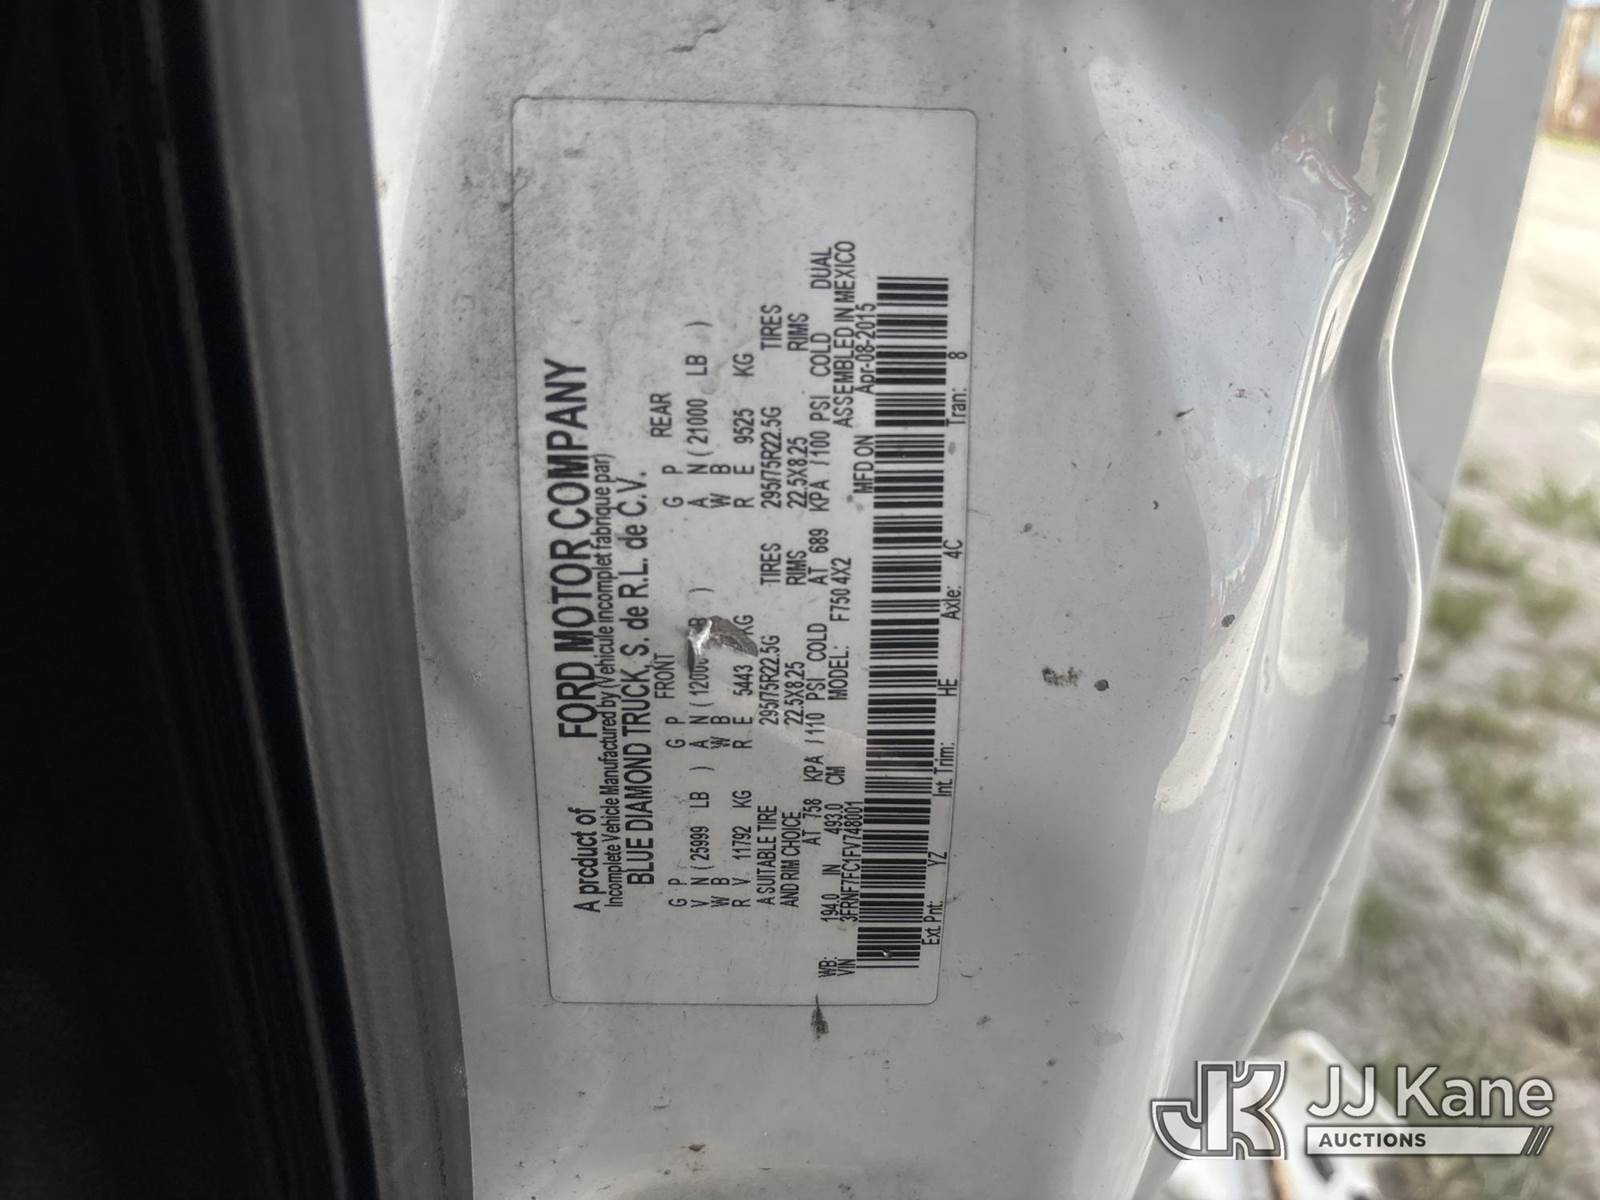 A product of FORD MOTOR COMPANY
Incomplete Vehicle Manufactured by (Vehicule incomplet fabrique par)
BLUE DIAMOND TRUCK, S. de R.L. de C.V.
FRONT REAR
G P G P G P
V N ( 25999 LB ) A N ( 12000 LB ) A N ( 21000 LB )
W B W B W B
R V 11792 KG R E 5443 KG R E 9525 KG
A SUITABLE TIRE 295/75R22.5G TIRES 295/75R22.5G TIRES
AND RIM CHOICE 22.5X8.25 RIMS 22.5X8.25 RIMS
AT 758 KPA / 110 PSI COLD AT 689 KPA / 100 PSI COLD DUAL
WB: 194.0 IN 493.0 CM MODEL: F750 4X2 ASSEMBLED IN MEXICO
VIN 3FRNF7FC1FV748001 MFD ON Apr-08-2015
Ext. Pnt: YZ Int. Trim: HE Axle: 4C Tran: 8
JK JJ Kane
AUCTIONS